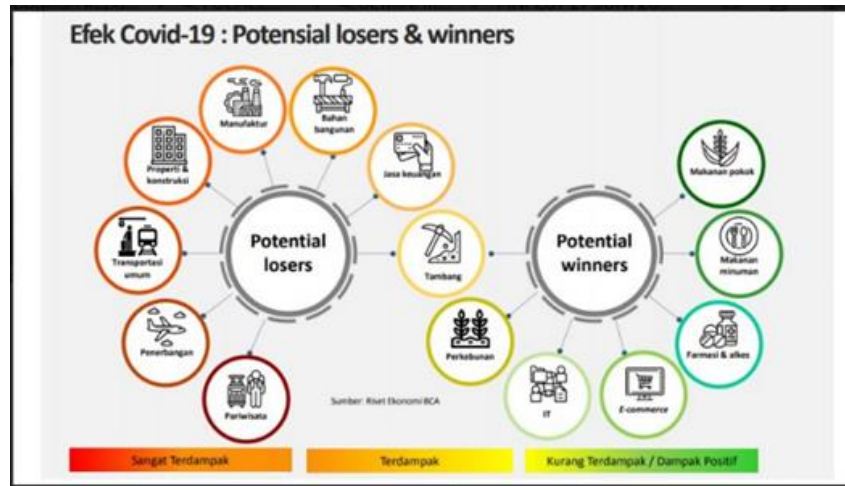 Efek Covid-19 : Potensial losers & winners
Manufaktur
Bahan
bangunan
Properti &
konstruksi
Jasa keuangan
Transportasi
umum
Potential
losers
Tambang
Penerbangan
Pariwisata
Potential
winners
Makanan pokok
Makanan
minuman
Perkebunan
Farmasi & alkes
IT
E-commerce
Sumber: Riset Ekonomi BCA
Sangat Terdampak
Terdampak
Kurang Terdampak / Dampak Positif